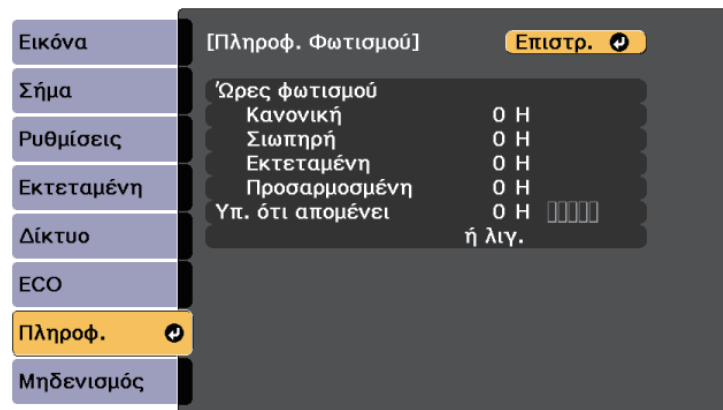 Εικόνα
Σήμα
Ρυθμίσεις
Εκτεταμένη
Δίκτυο
ECO
Πληροφ.
Μηδενισμός
[Πληροφ. Φωτισμού] Επιστρ.
Ώρες φωτισμού
Κανονική 0 H
Σιωπηρή 0 H
Εκτεταμένη 0 H
Προσαρμοσμένη 0 H
Υπ. ότι απομένει 0 H
ή λιγ.